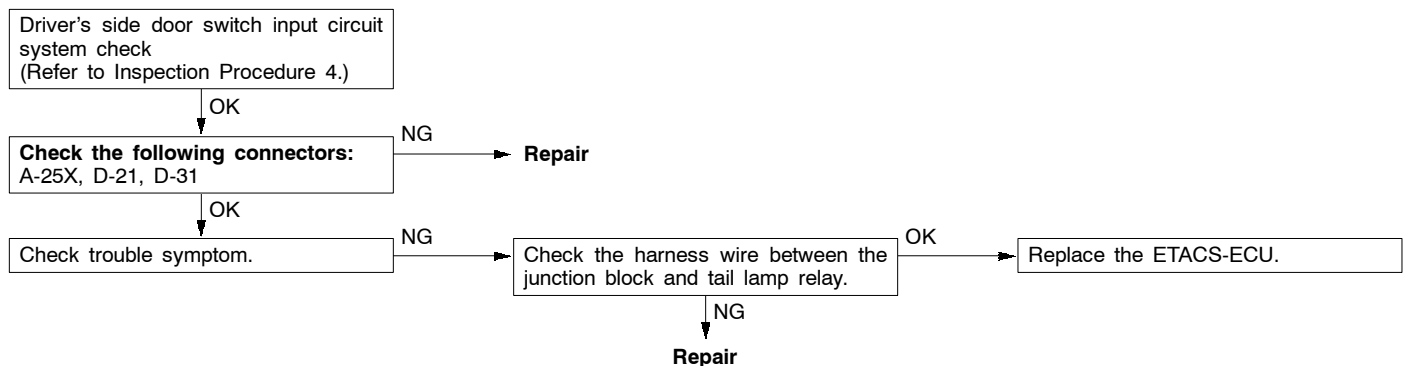 Driver's side door switch input circuit
system check
(Refer to Inspection Procedure 4.)
OK
Check the following connectors:
A-25X, D-21, D-31
NG
Repair
OK
Check trouble symptom.
NG
Check the harness wire between the
junction block and tail lamp relay.
OK
Replace the ETACS-ECU.
NG
Repair